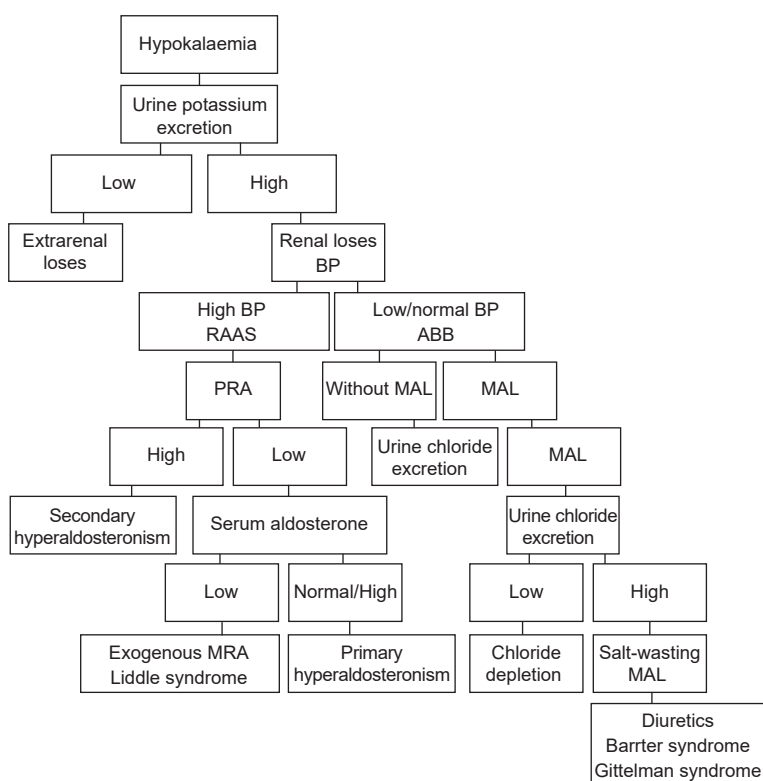 Hypokalaemia
Urine potassium
excretion
Low
High
Extrarenal
loses
Renal loses
BP
High BP
RAAS
Low/normal BP
ABB
PRA
Without MAL
MAL
High
Low
Urine chloride
excretion
MAL
Secondary
hyperaldosteronism
Serum aldosterone
Urine chloride
excretion
Low
Normal/High
Low
High
Exogenous MRA
Liddle syndrome
Primary
hyperaldosteronism
Chloride
depletion
Salt-wasting
MAL
Diuretics
Barrter syndrome
Gittelman syndrome